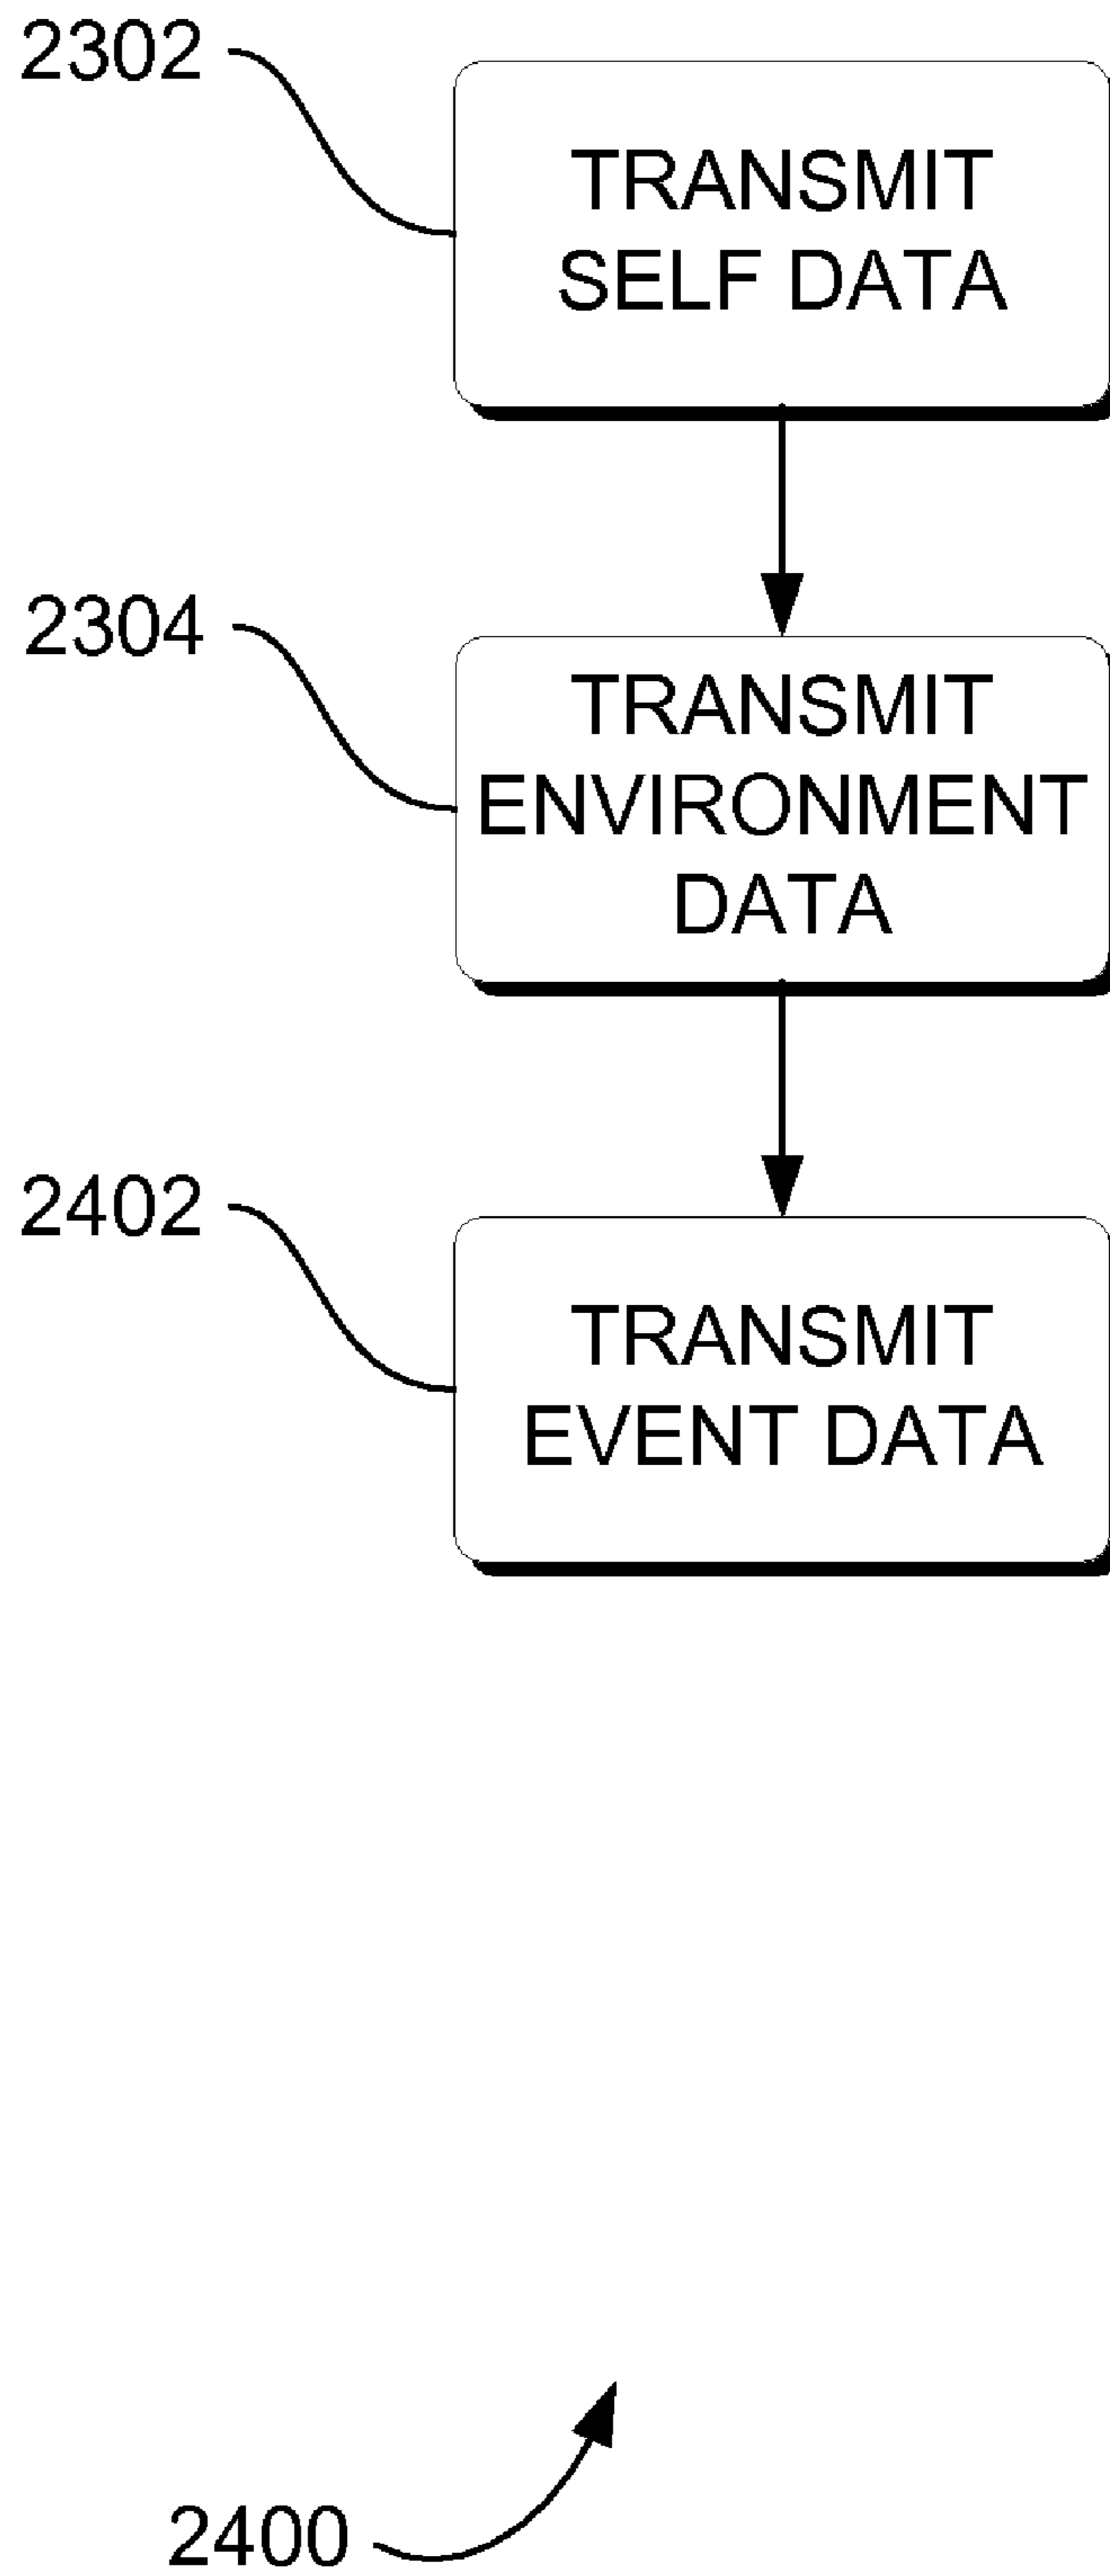 2302
TRANSMIT
SELF DATA
2304
TRANSMIT
ENVIRONMENT
DATA
2402
TRANSMIT
EVENT DATA
2400